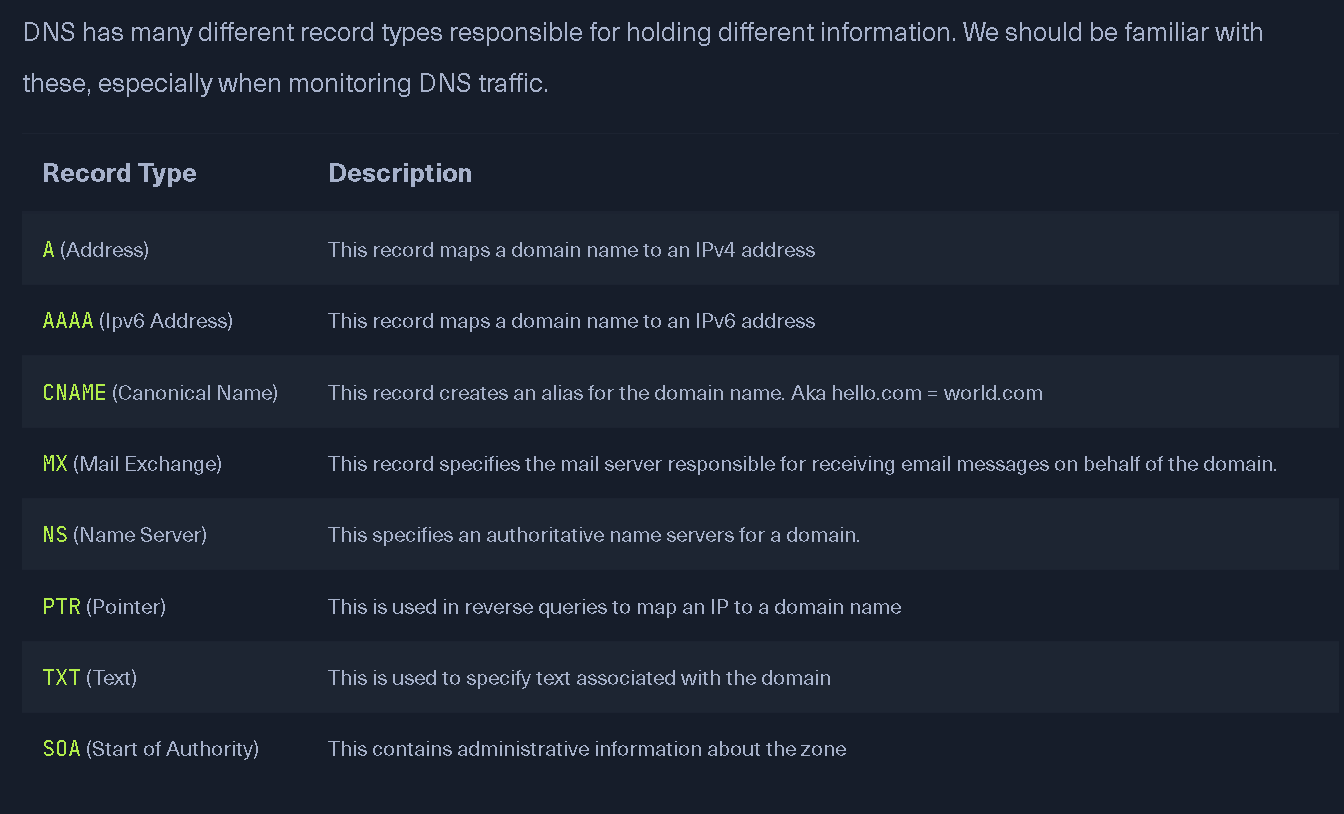 DNS has many different record types responsible for holding different information. We should be familiar with
these, especially when monitoring DNS traffic.
Record Type Description
A (Address) This record maps a domain name to an IPv4 address
AAAA (Ipv6 Address) This record maps a domain name to an IPv6 address
CNAME (Canonical Name) This record creates an alias for the domain name. Aka hello.com = world.com
MX (Mail Exchange) This record specifies the mail server responsible for receiving email messages on behalf of the domain.
NS (Name Server) This specifies an authoritative name servers for a domain.
PTR (Pointer) This is used in reverse queries to map an IP to a domain name
TXT (Text) This is used to specify text associated with the domain
SOA (Start of Authority) This contains administrative information about the zone